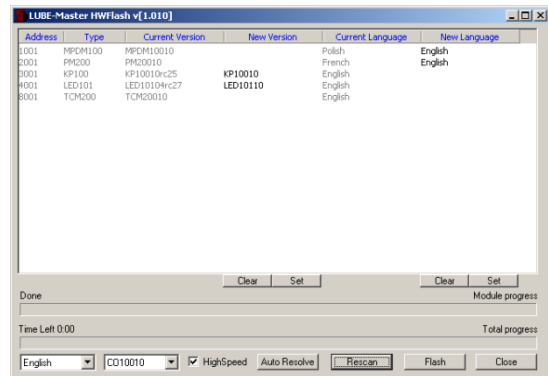 LUBE-Master HWFlash v[1.010]
Address Type Current Version New Version Current Language New Language
1001 MPDM100 MPDM10010 Polish English
2001 PM200 PM20010 French English
3001 KP100 KP10010rc25 KP10010 English
4001 LED101 LED10104rc27 LED10110 English
8001 TCM200 TCM20010 English
Clear Set Clear Set
Done Module progress
Time Left 0:00 Total progress
English CO10010 HighSpeed Auto Resolve Rescan Flash Close